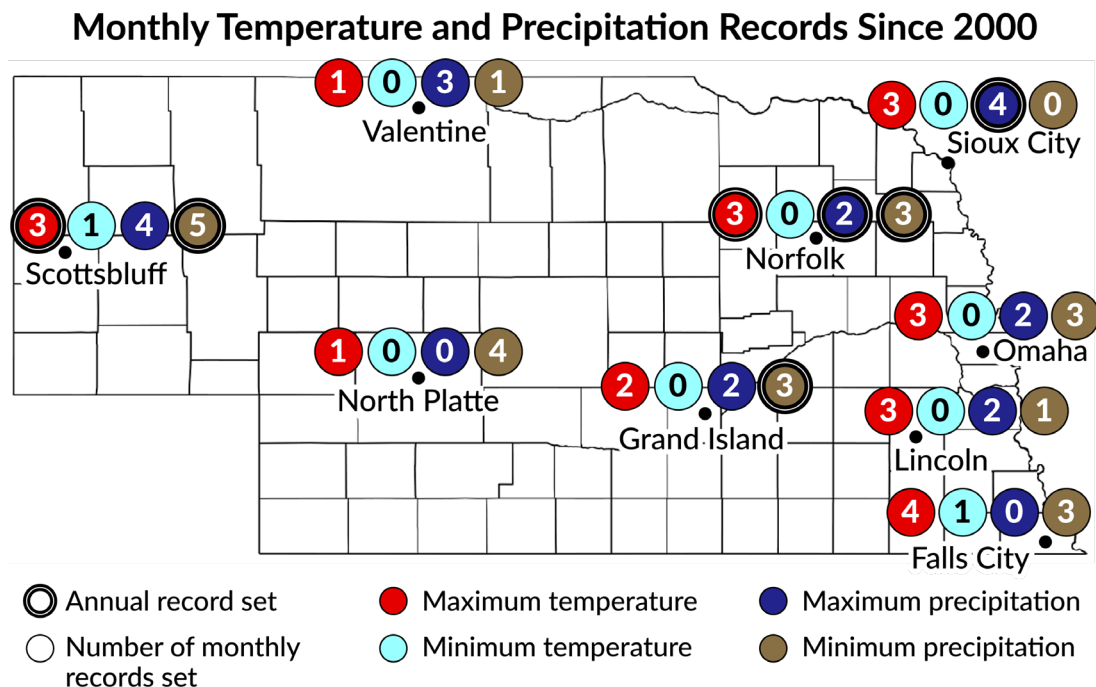 Monthly Temperature and Precipitation Records Since 2000
1 0 3 1
Valentine
3 0 4 0
Sioux City
3 1 4 5
Scottsbluff
3 0 2 3
Norfolk
3 0 2 3
Omaha
1 0 0 4
North Platte
2 0 2 3
Grand Island
3 0 2 1
Lincoln
4 1 0 3
Falls City
Annual record set
Number of monthly
records set
Maximum temperature
Minimum temperature
Maximum precipitation
Minimum precipitation